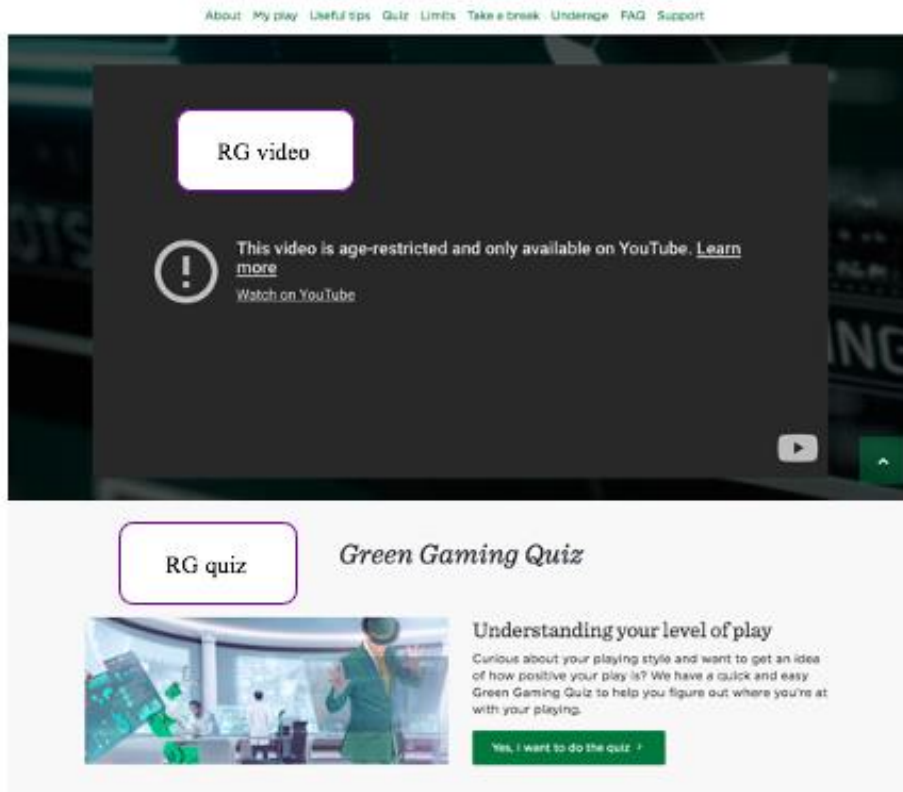 About My play Useful tips Quiz Limits Take a break Underage FAQ Support
RG video
This video is age-restricted and only available on YouTube. Learn
more
Watch on YouTube
NG
RG quiz
Green Gaming Quiz
Understanding your level of play
Curious about your playing style and want to get an idea
of how positive your play is? We have a quick and easy
Green Gaming Quiz to help you figure out where you're at
with your playing.
Yes, I want to do the quiz ›